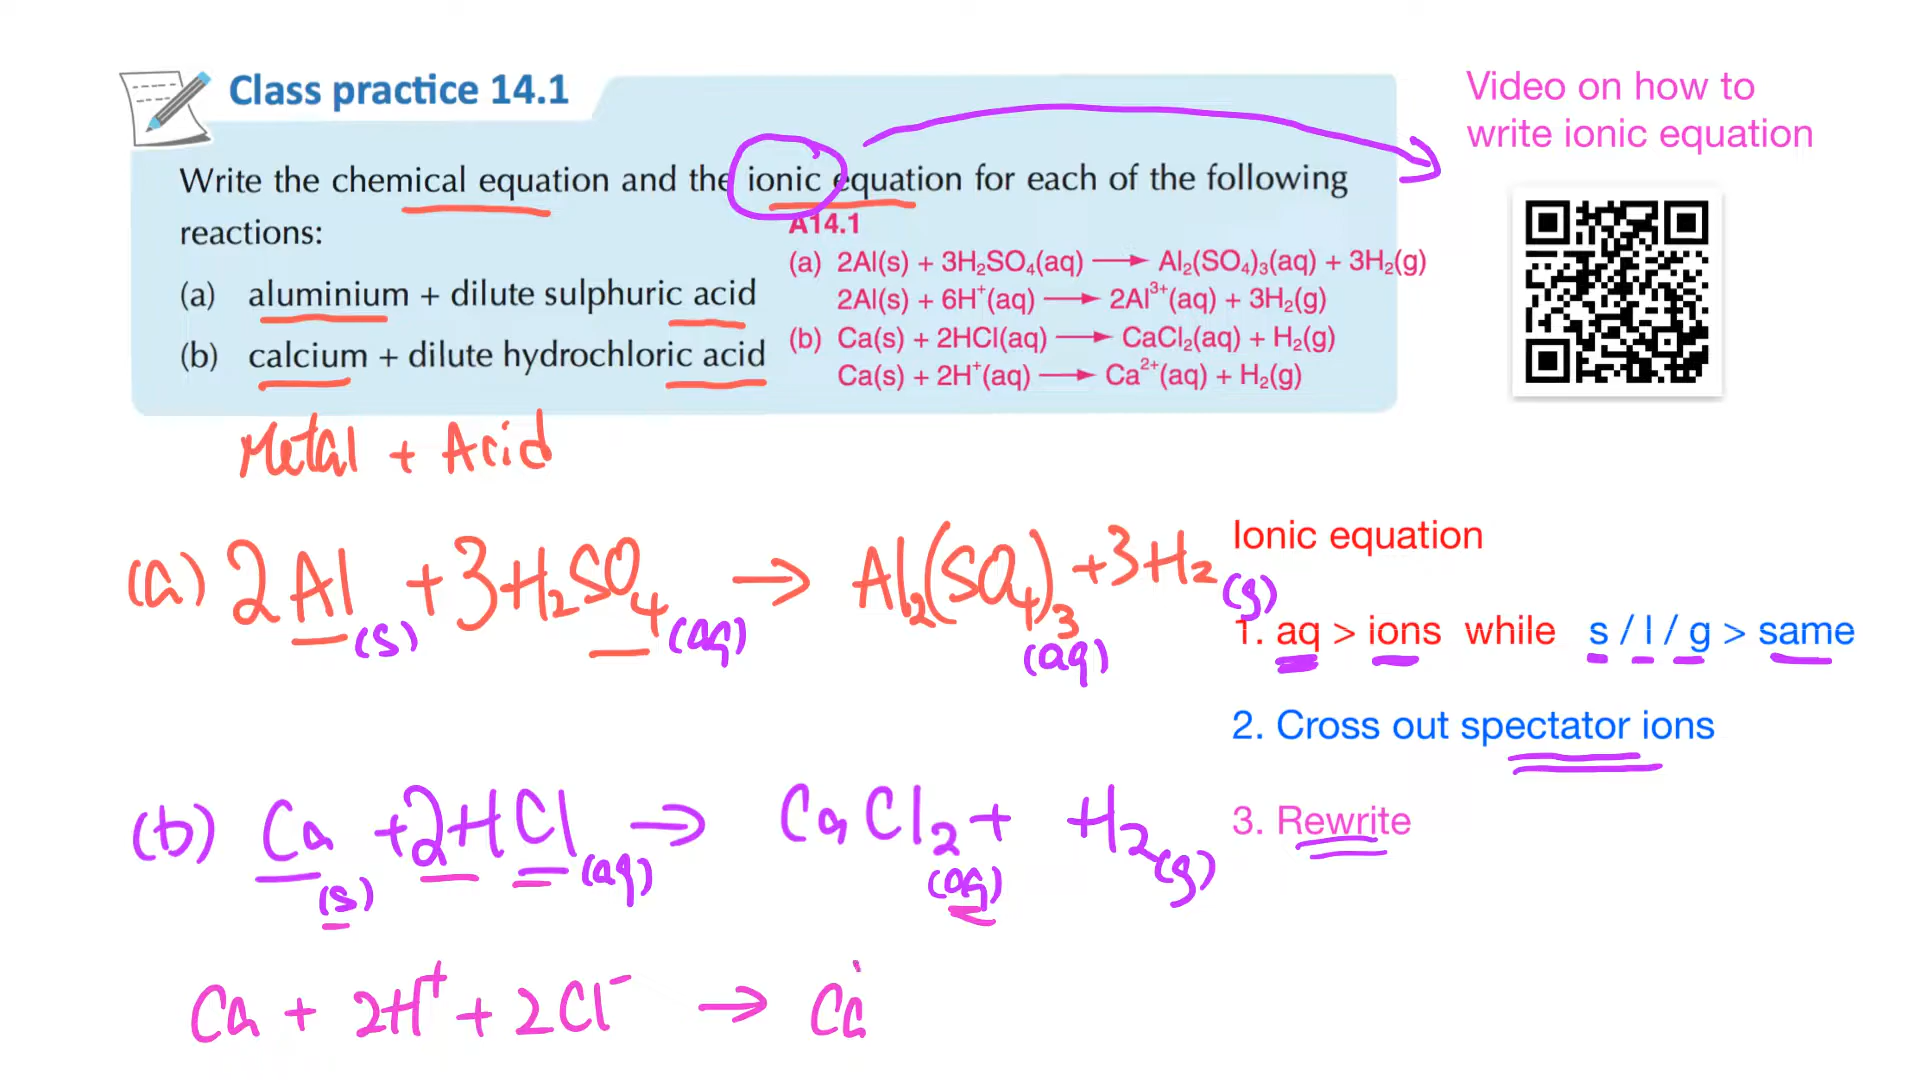 Class practice 14.1
Video on how to
write ionic equation
Write the chemical equation and the ionic equation for each of the following
reactions:
A14.1
(a) 2Al(s) + 3H₂SO₄(aq) ⟶ Al₂(SO₄)₃(aq) + 3H₂(g)
2Al(s) + 6H⁺(aq) ⟶ 2Al³⁺(aq) + 3H₂(g)
(b) Ca(s) + 2HCl(aq) ⟶ CaCl₂(aq) + H₂(g)
Ca(s) + 2H⁺(aq) ⟶ Ca²⁺(aq) + H₂(g)
(a) aluminium + dilute sulphuric acid
(b) calcium + dilute hydrochloric acid
Metal + Acid
(a) 2Al(s) + 3H₂SO₄(aq) → Al₂(SO₄)₃(aq) + 3H₂(g)
Ionic equation
1. aq > ions while s / l / g > same
2. Cross out spectator ions
3. Rewrite
(b) Ca(s) + 2HCl(aq) → CaCl₂(aq) + H₂(g)
Ca + 2H⁺ + 2Cl⁻ → Ca